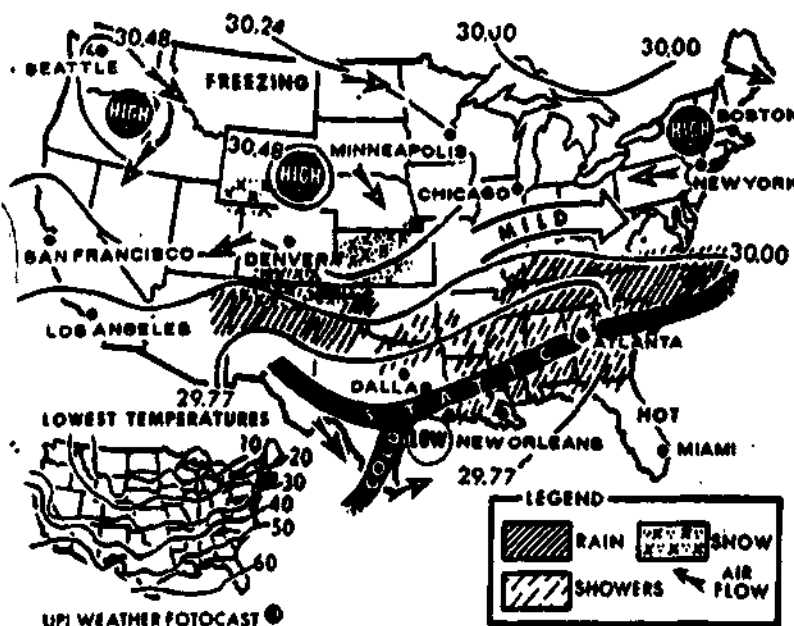 30.48
30.24
30.00
30.00
SEATTLE
FREEZING
HIGH
BOSTON
HIGH
30.48
MINNEAPOLIS
HIGH
NEW YORK
CHICAGO
MILD
SAN FRANCISCO
DENVER
30.00
LOS ANGELES
ATLANTA
29.77
DALLAS
LOWEST TEMPERATURES
HOT
LOW
NEW ORLEANS
MIAMI
29.77
10
20
30
40
50
60
LEGEND
RAIN
SNOW
SHOWERS
AIR
FLOW
UPI WEATHER FOTOCAST